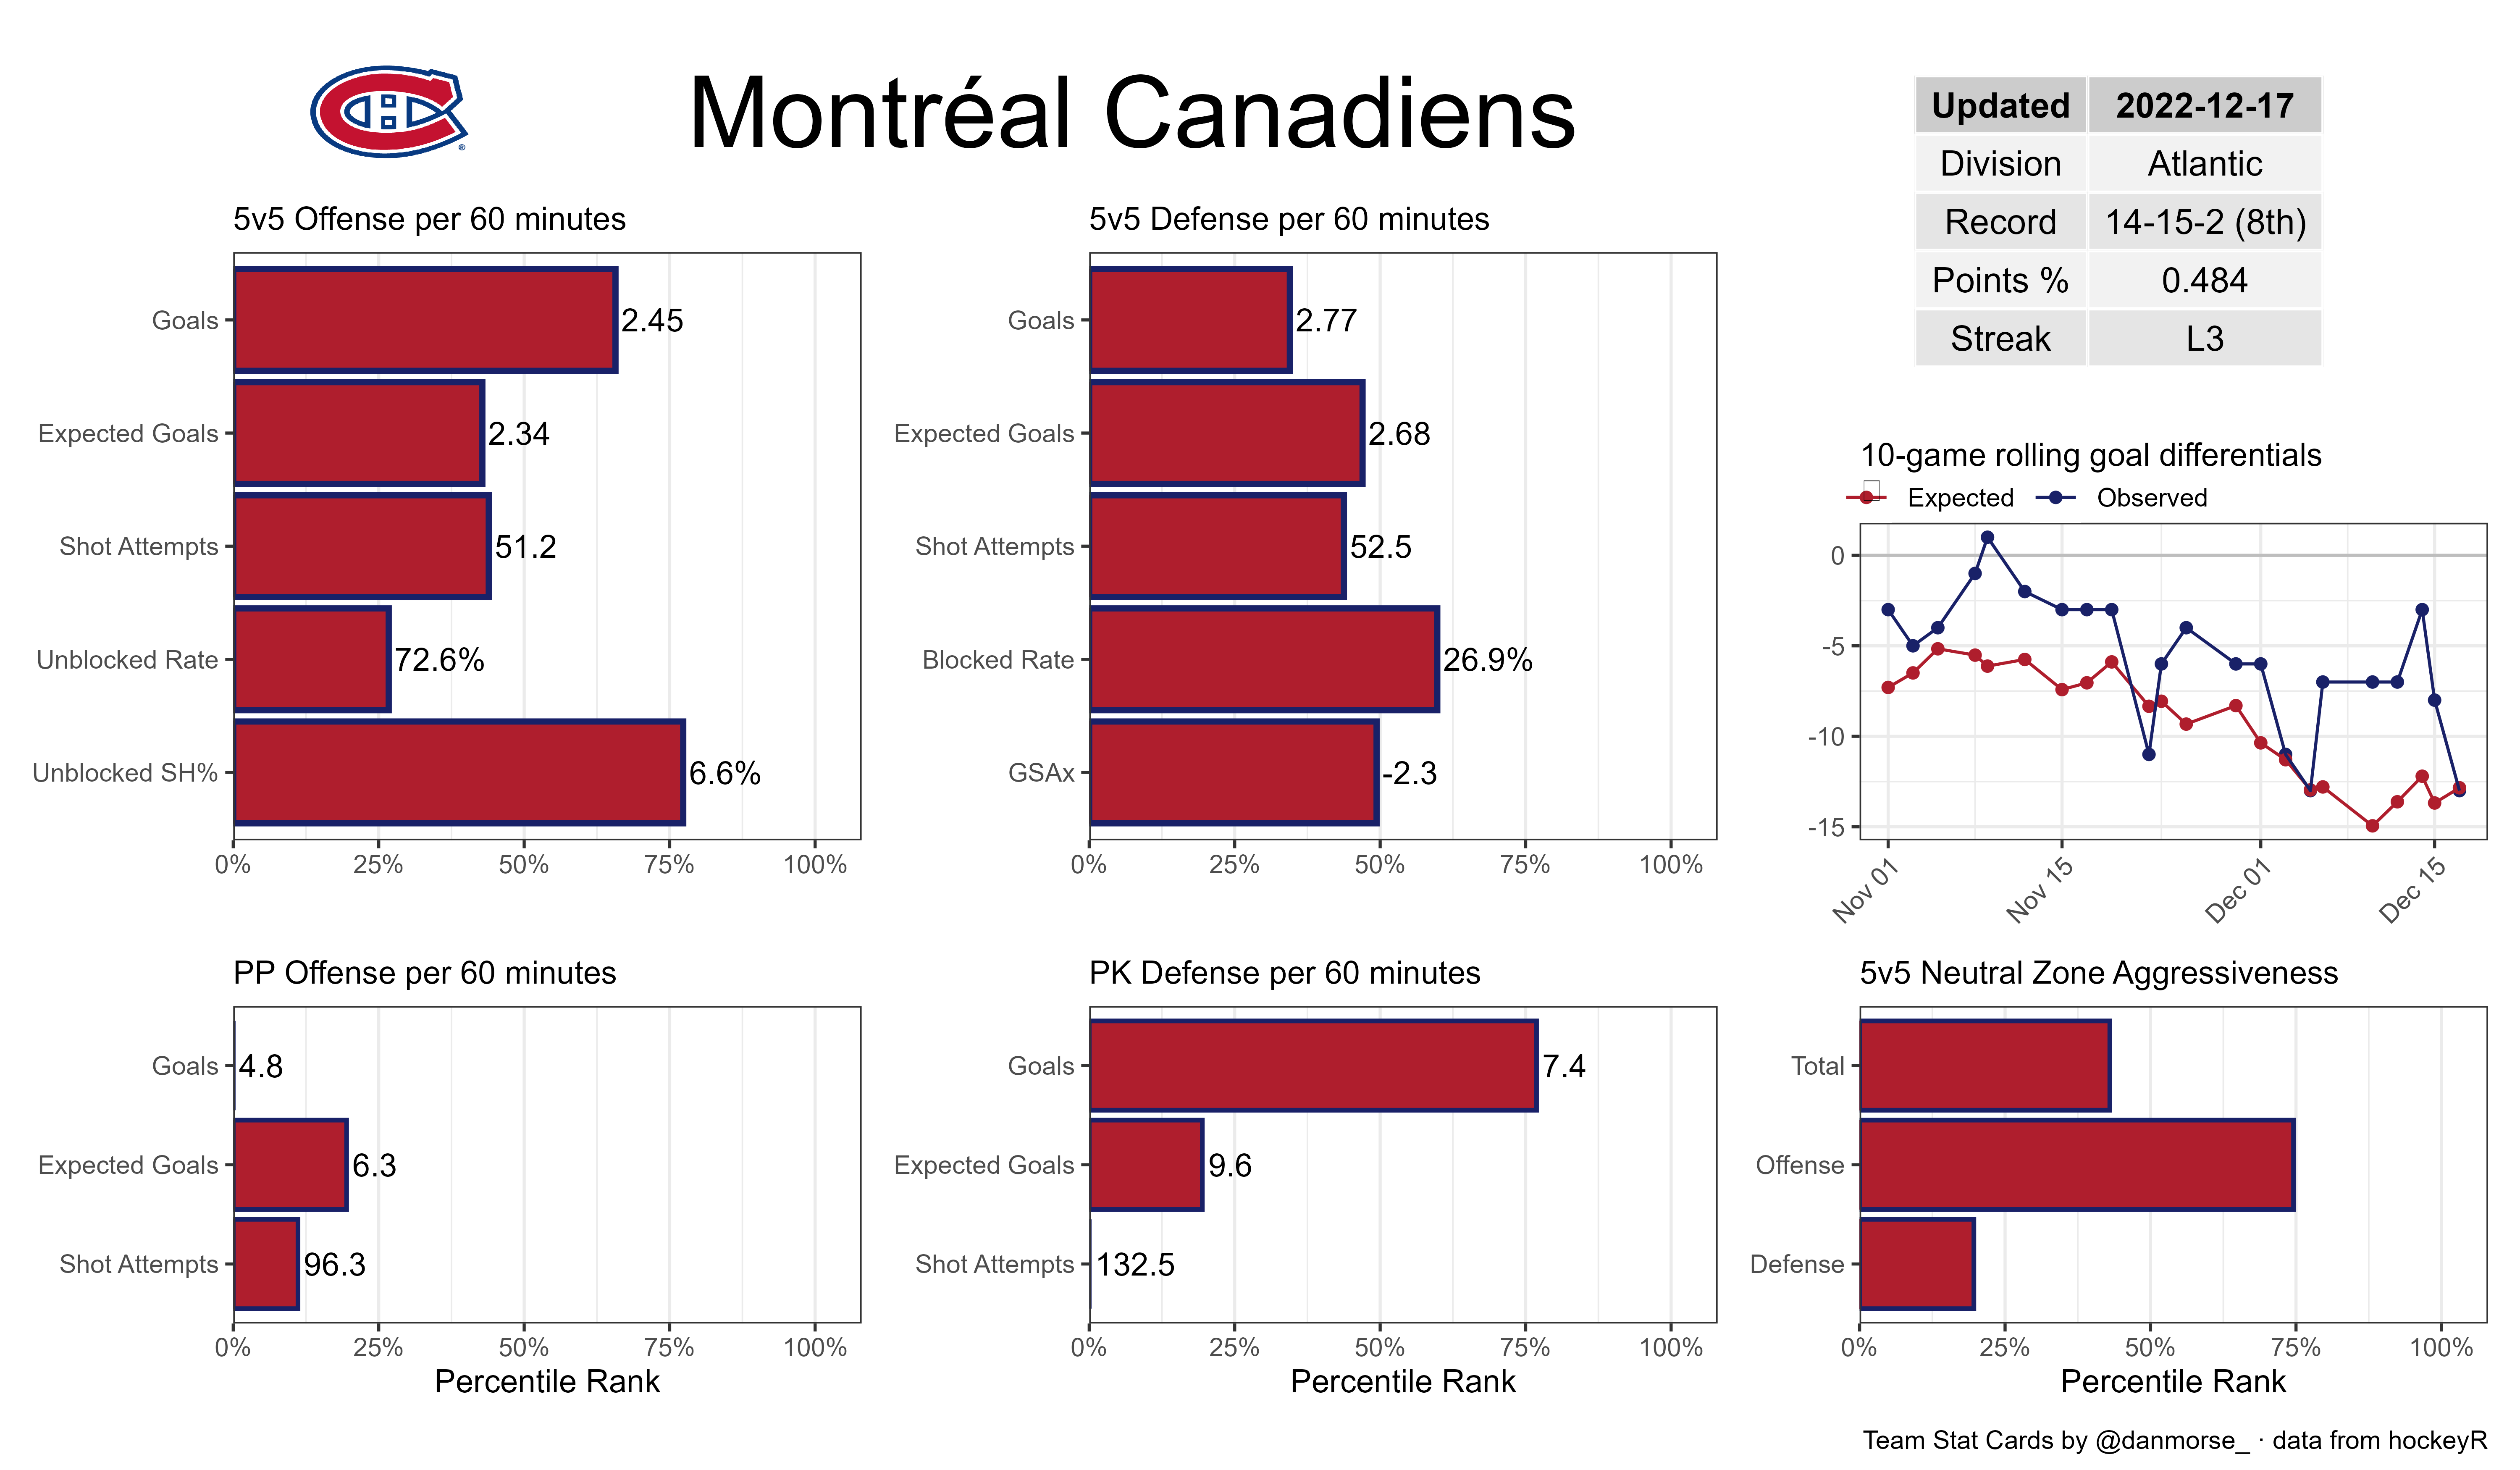 Montréal Canadiens
Updated 2022-12-17
Division Atlantic
Record 14-15-2 (8th)
Points % 0.484
Streak L3
5v5 Offense per 60 minutes
Goals 2.45
Expected Goals 2.34
Shot Attempts 51.2
Unblocked Rate 72.6%
Unblocked SH% 6.6%
0% 25% 50% 75% 100%
5v5 Defense per 60 minutes
Goals 2.77
Expected Goals 2.68
Shot Attempts 52.5
Blocked Rate 26.9%
GSAx -2.3
0% 25% 50% 75% 100%
10-game rolling goal differentials
Expected Observed
0
-5
-10
-15
Nov 01 Nov 15 Dec 01 Dec 15
PP Offense per 60 minutes
Goals 4.8
Expected Goals 6.3
Shot Attempts 96.3
0% 25% 50% 75% 100%
Percentile Rank
PK Defense per 60 minutes
Goals 7.4
Expected Goals 9.6
Shot Attempts 132.5
0% 25% 50% 75% 100%
Percentile Rank
5v5 Neutral Zone Aggressiveness
Total
Offense
Defense
0% 25% 50% 75% 100%
Percentile Rank
Team Stat Cards by @danmorse_ · data from hockeyR